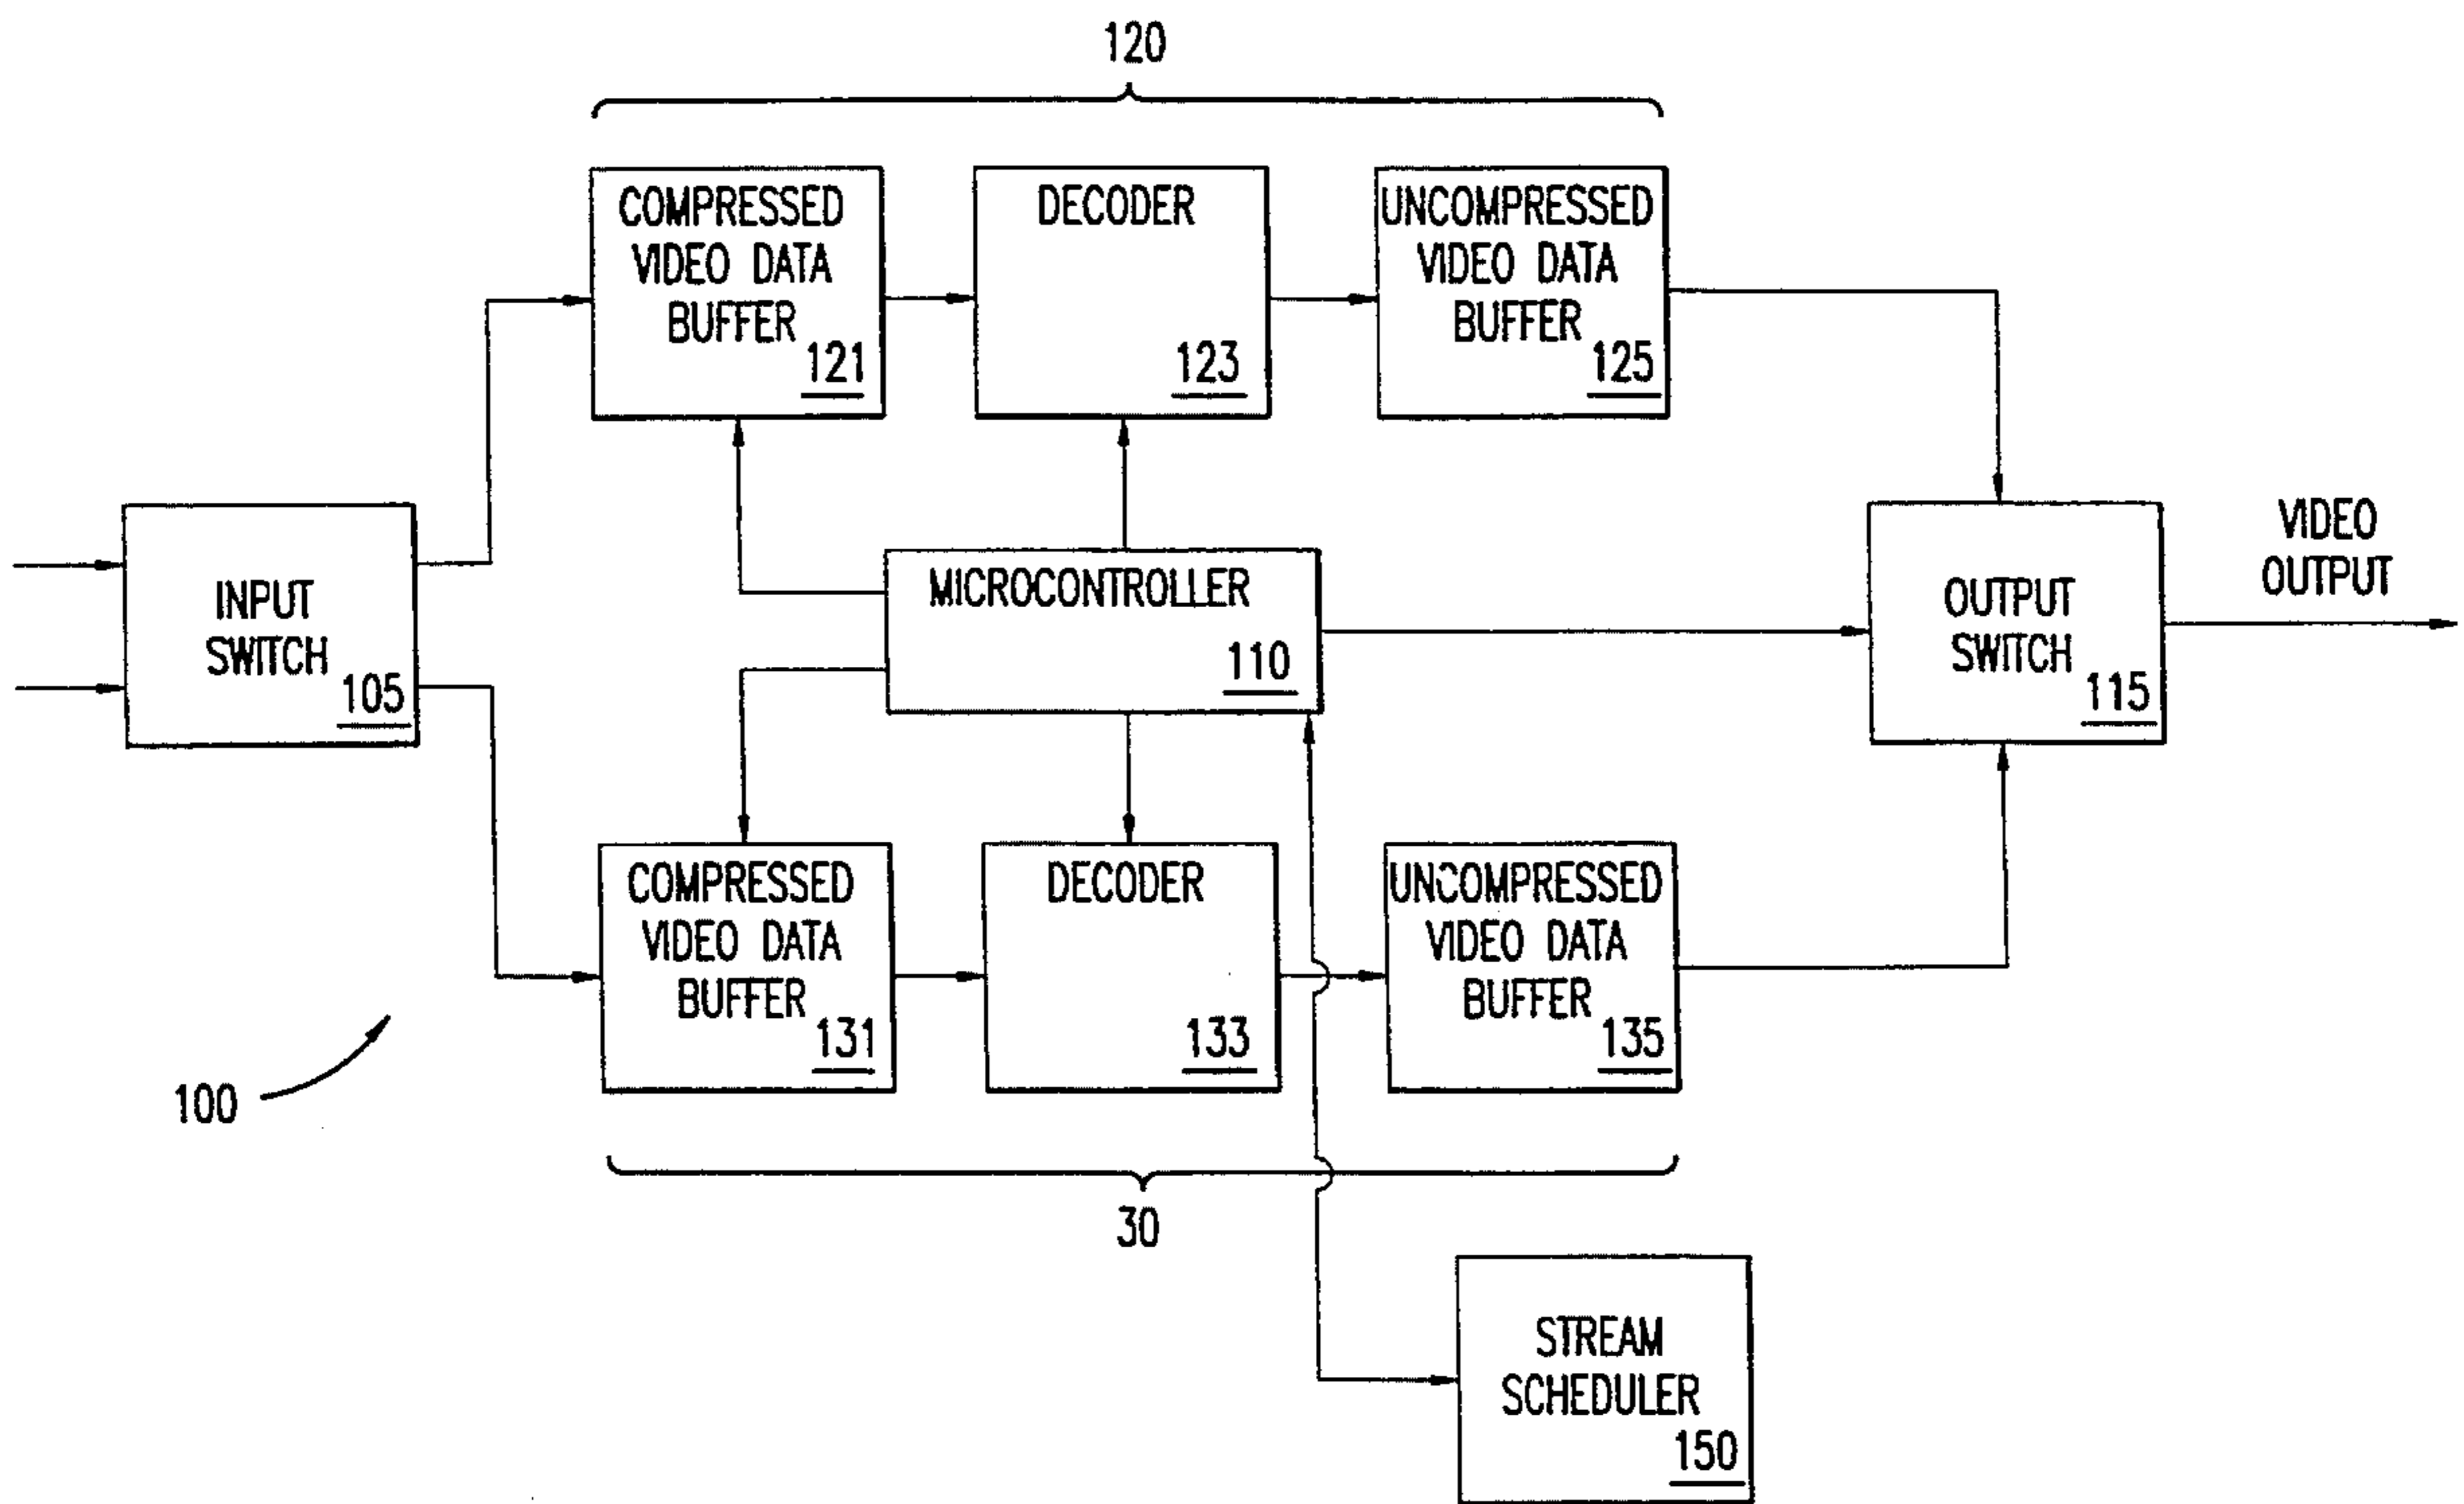 120
COMPRESSED
VIDEO DATA
BUFFER
121
DECODER
123
UNCOMPRESSED
VIDEO DATA
BUFFER
125
INPUT
SWITCH
105
MICROCONTROLLER
110
OUTPUT
SWITCH
115
VIDEO
OUTPUT
COMPRESSED
VIDEO DATA
BUFFER
131
DECODER
133
UNCOMPRESSED
VIDEO DATA
BUFFER
135
100
30
STREAM
SCHEDULER
150